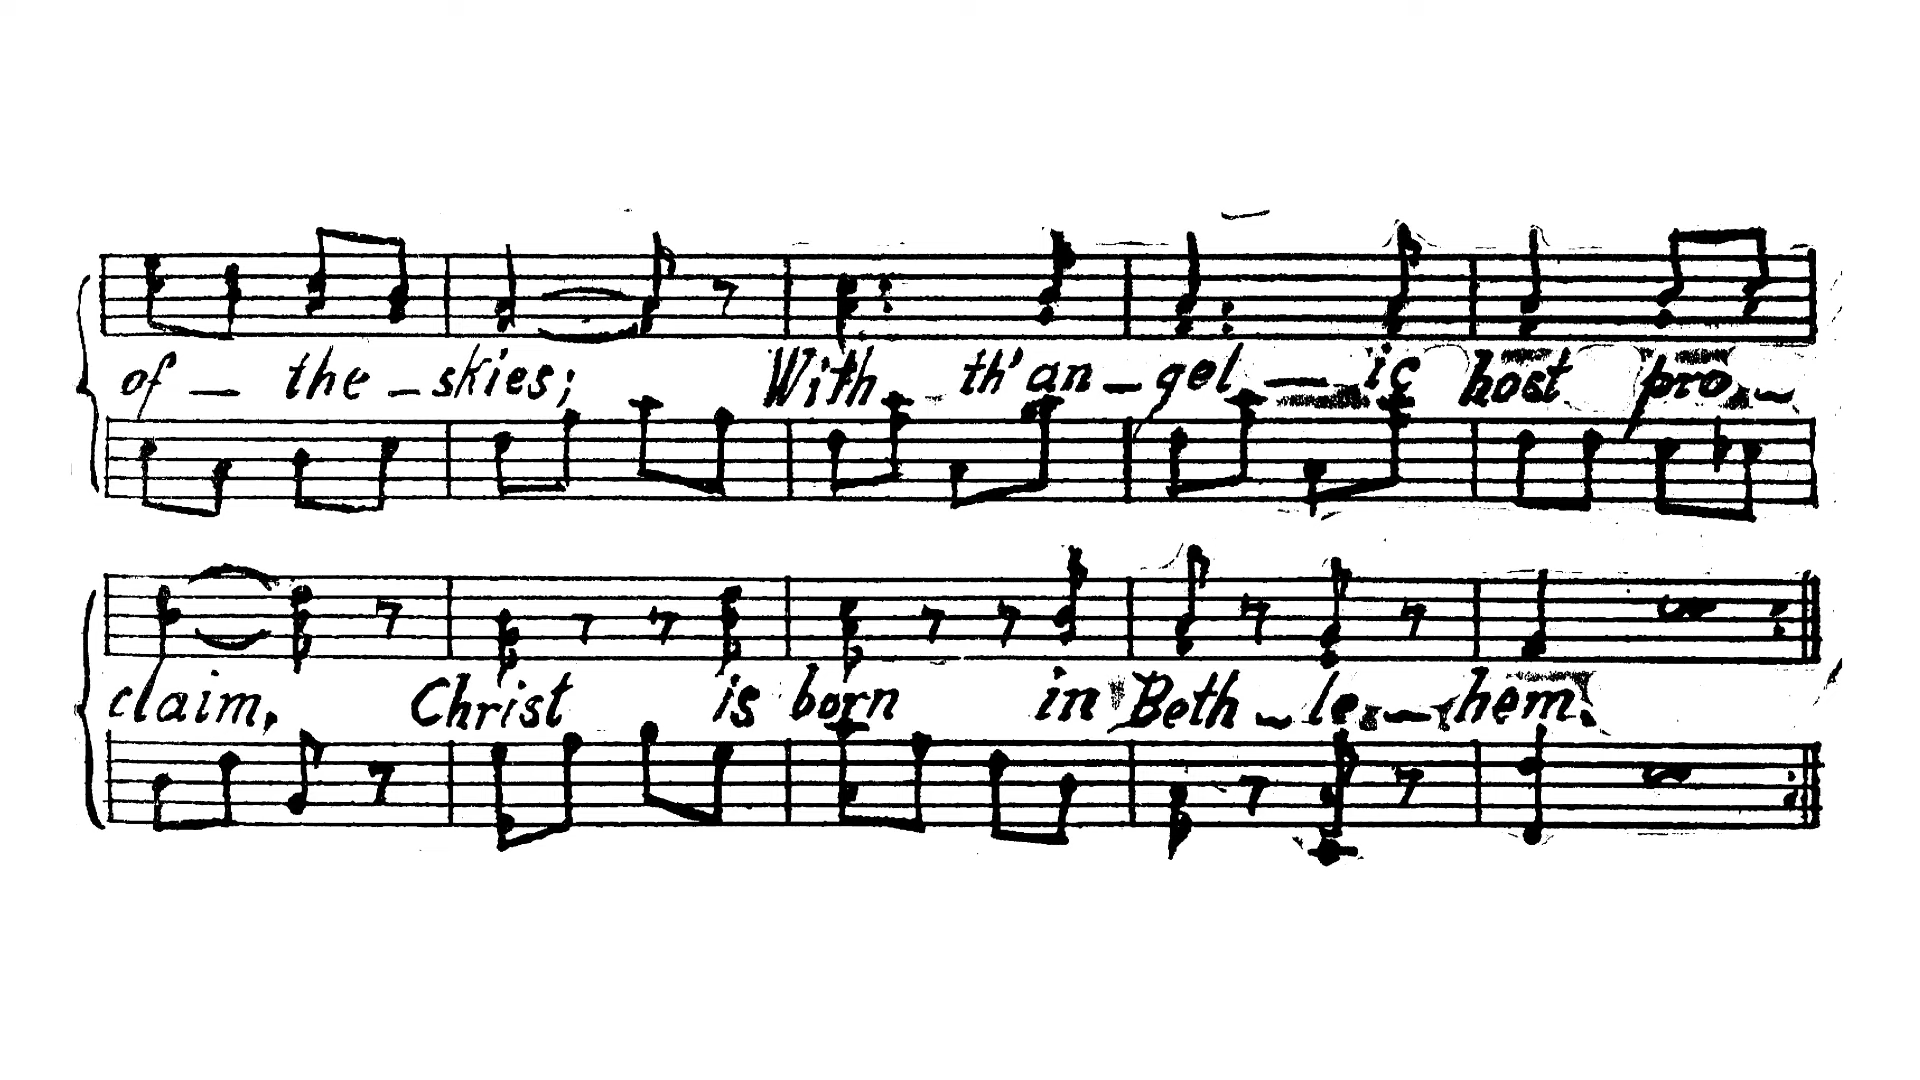 of — the — skies; With th' an — gel — ic host pro —
claim, Christ is born in Beth — le — hem.